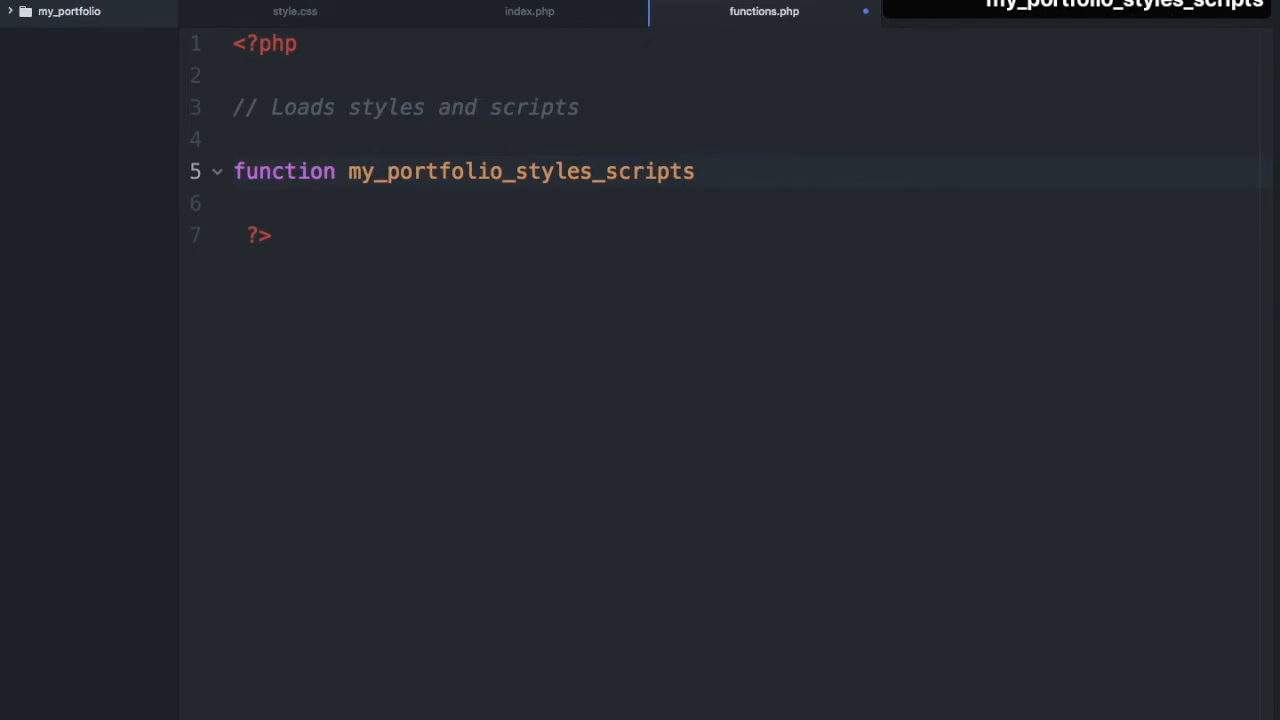 my_portfolio
style.css
index.php
functions.php
my_portfolio_styles_scripts
1 <?php
2
3 // Loads styles and scripts
4
5 function my_portfolio_styles_scripts
6
7 ?>